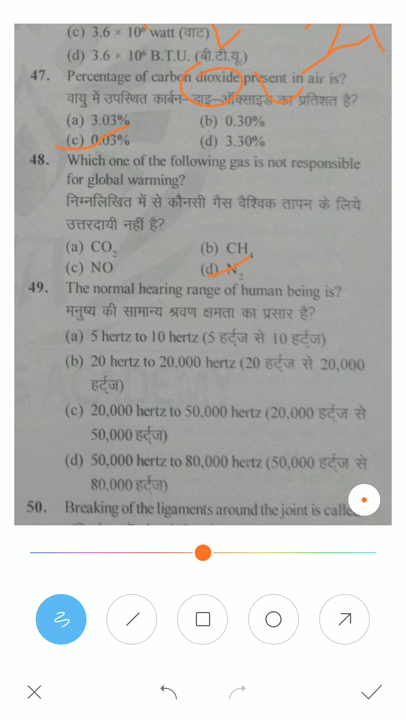 (c) 3.6 × 10⁶ watt (वाट)
(d) 3.6 × 10⁶ B.T.U. (बी.टी.यू.)
47. Percentage of carbon dioxide present in air is?
वायु में उपस्थित कार्बन-डाइ-ऑक्साइड का प्रतिशत है?
(a) 3.03% (b) 0.30%
(c) 0.03% (d) 3.30%
48. Which one of the following gas is not responsible
for global warming?
निम्नलिखित में से कौनसी गैस वैश्विक तापन के लिये
उत्तरदायी नहीं है?
(a) CO₂ (b) CH₄
(c) NO (d) N₂
49. The normal hearing range of human being is?
मनुष्य की सामान्य श्रवण क्षमता का प्रसार है?
(a) 5 hertz to 10 hertz (5 हर्ट्ज से 10 हर्ट्ज)
(b) 20 hertz to 20,000 hertz (20 हर्ट्ज से 20,000
हर्ट्ज)
(c) 20,000 hertz to 50,000 hertz (20,000 हर्ट्ज से
50,000 हर्ट्ज)
(d) 50,000 hertz to 80,000 hertz (50,000 हर्ट्ज से
80,000 हर्ट्ज)
50. Breaking of the ligaments around the joint is